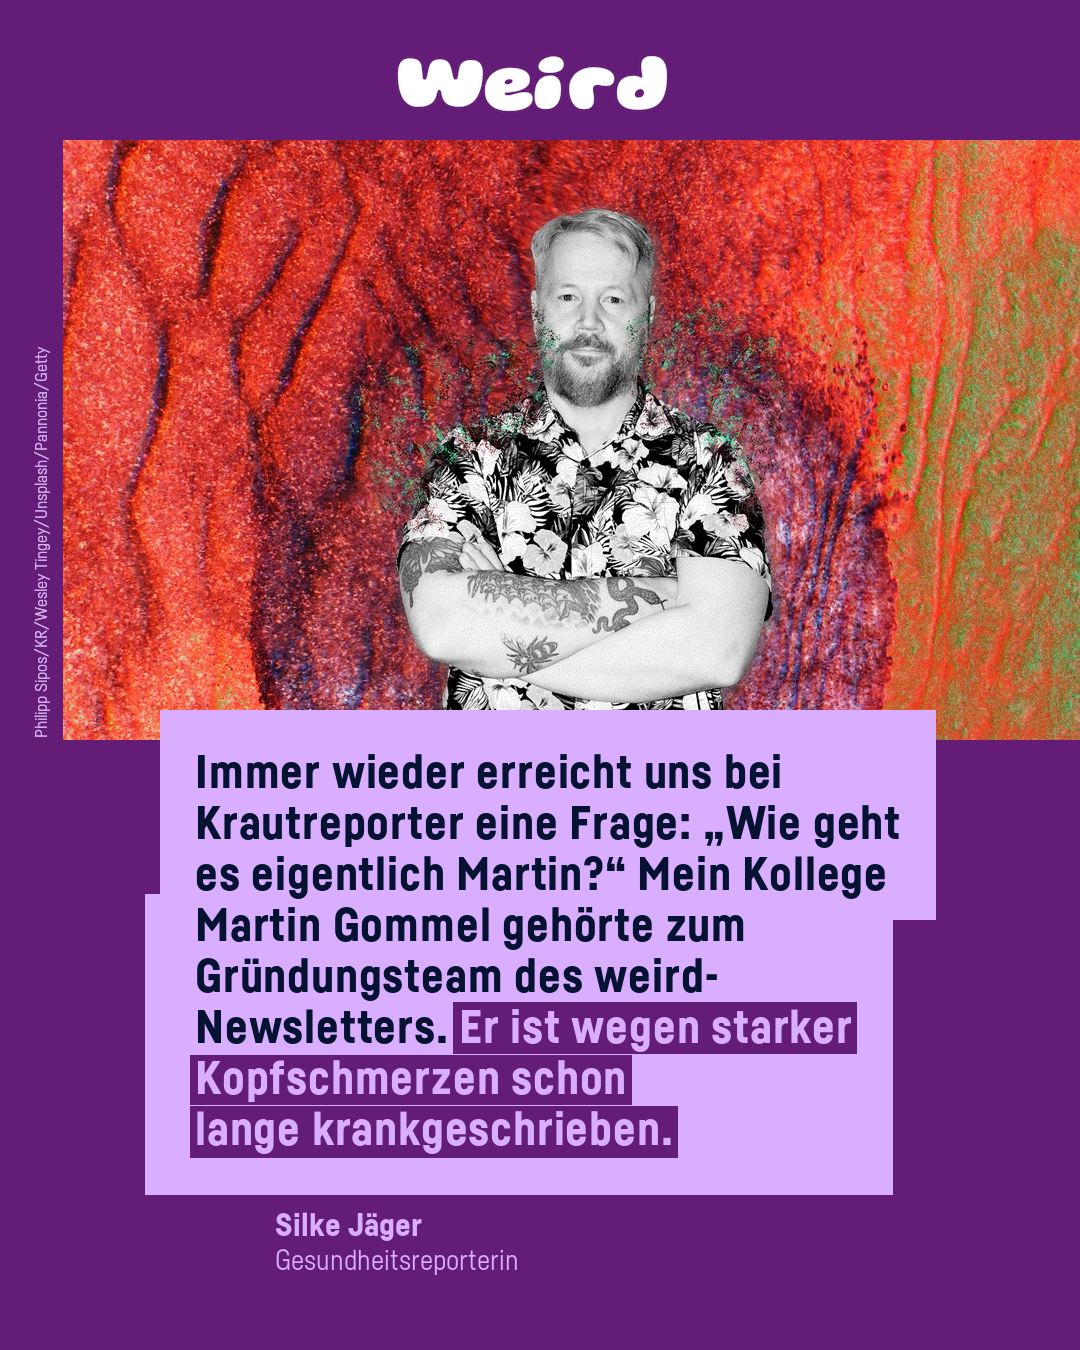 Weird
Philipp Sipos/KR/Wesley Tingey/Unsplash/Pannonia/Getty
Immer wieder erreicht uns bei
Krautreporter eine Frage: „Wie geht
es eigentlich Martin?“ Mein Kollege
Martin Gommel gehörte zum
Gründungsteam des weird-
Newsletters. Er ist wegen starker
Kopfschmerzen schon
lange krankgeschrieben.
Silke Jäger
Gesundheitsreporterin